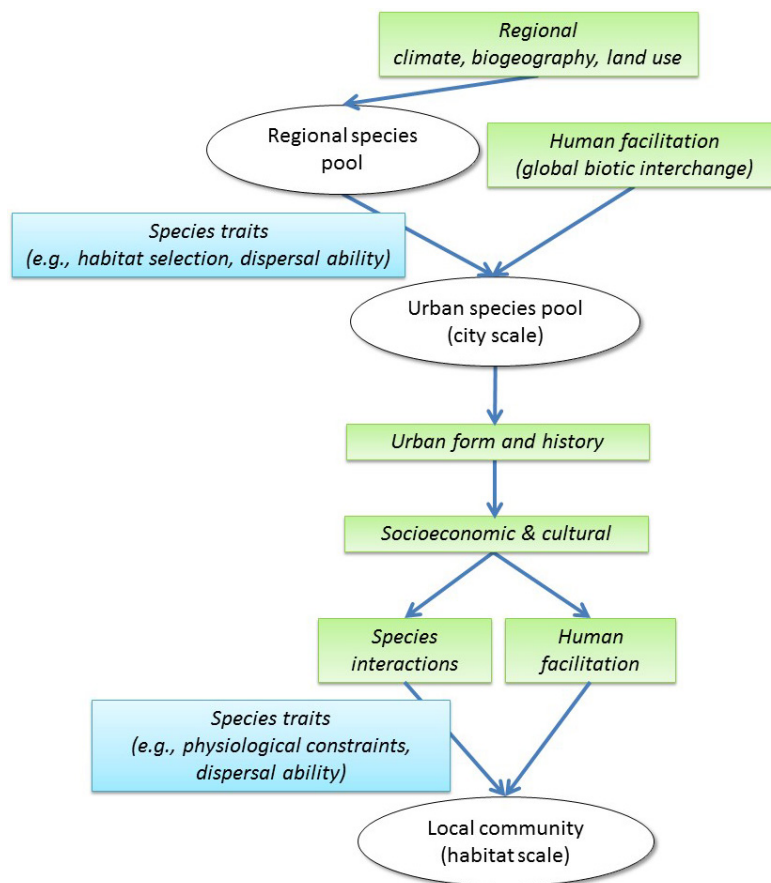 Regional
climate, biogeography, land use
Regional species
pool
Human facilitation
(global biotic interchange)
Species traits
(e.g., habitat selection, dispersal ability)
Urban species pool
(city scale)
Urban form and history
Socioeconomic & cultural
Species
interactions
Human
facilitation
Species traits
(e.g., physiological constraints,
dispersal ability)
Local community
(habitat scale)